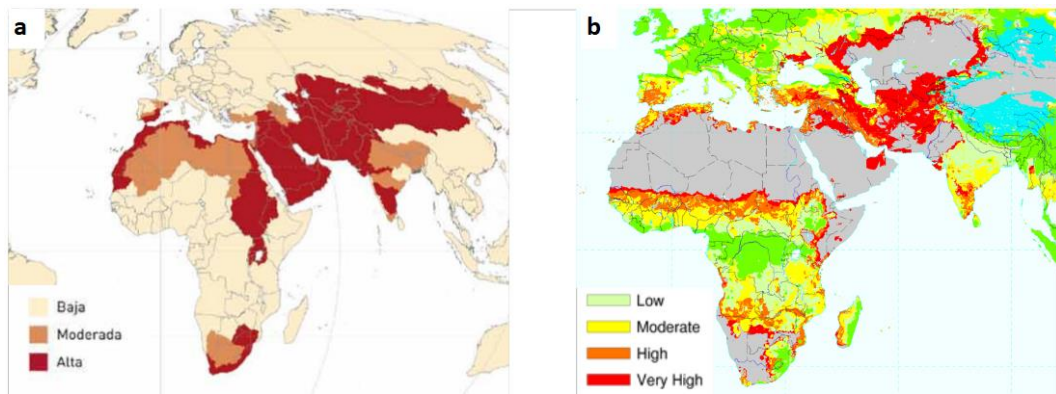 a
Baja
Moderada
Alta
b
Low
Moderate
High
Very High